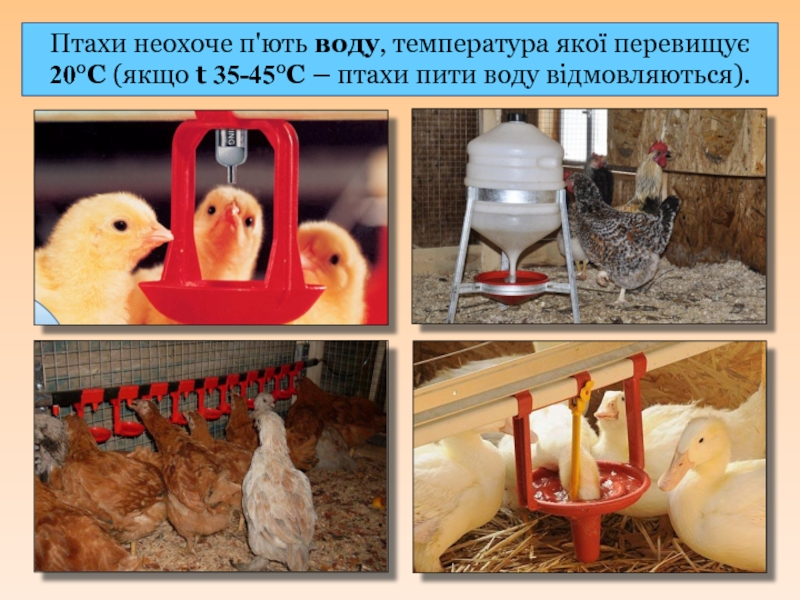 Птахи неохоче п'ють воду, температура якої перевищує
20°С (якщо t 35-45°С – птахи пити воду відмовляються).